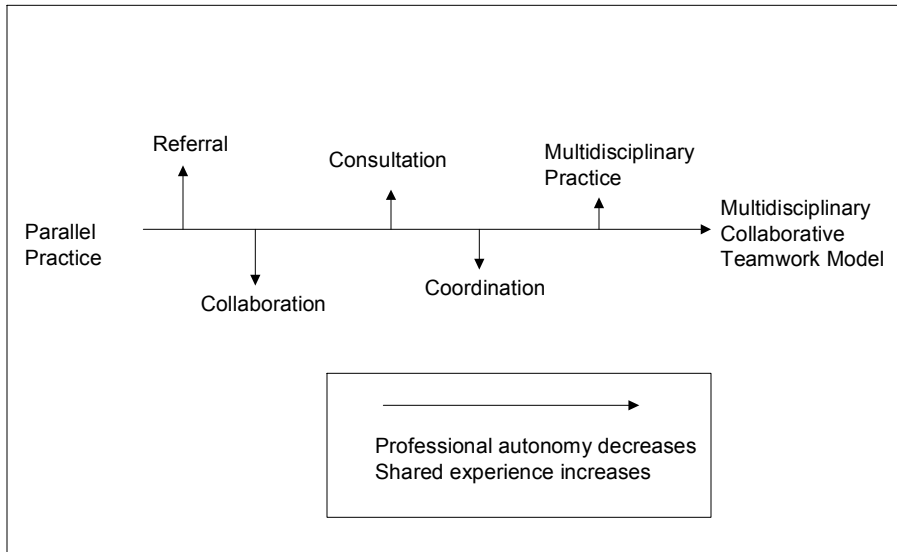 Referral
Consultation
Multidisciplinary
Practice
Parallel
Practice
Multidisciplinary
Collaborative
Teamwork Model
Collaboration
Coordination
Professional autonomy decreases
Shared experience increases